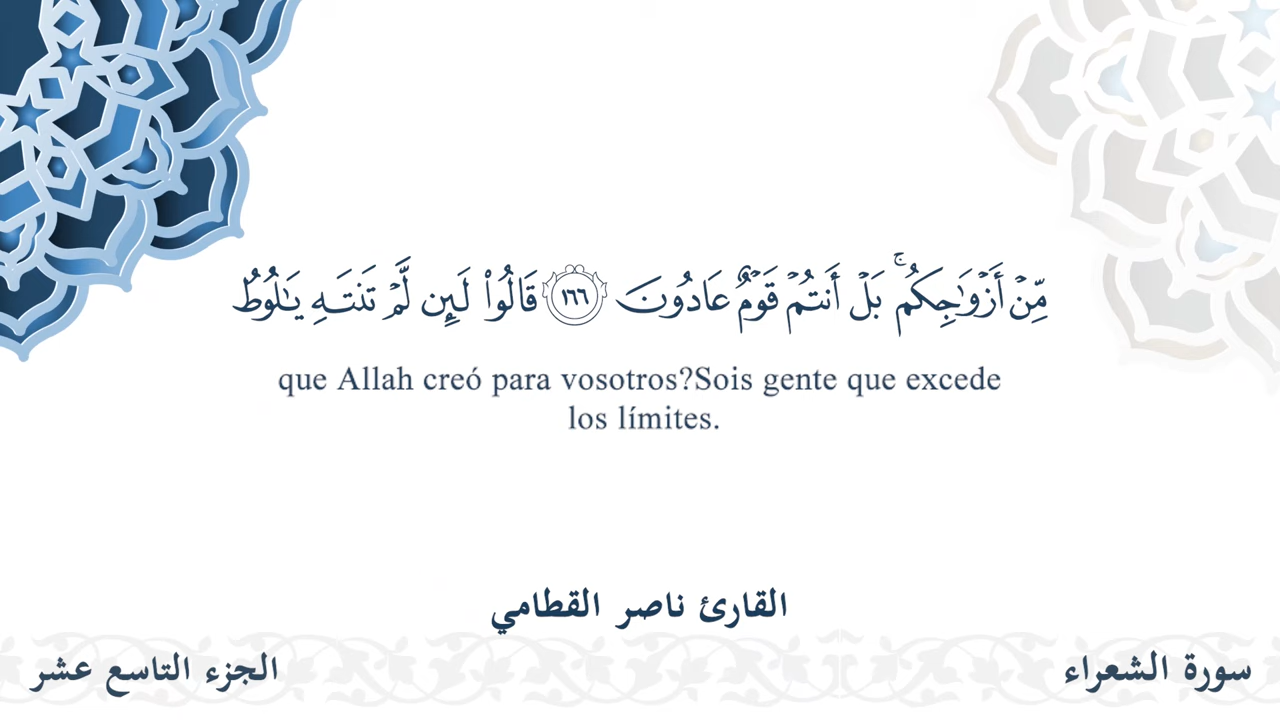 مِّنْ أَزْوَٰجِكُم ۚ بَلْ أَنتُمْ قَوْمٌ عَادُونَ ١٦٦ قَالُوا۟ لَئِن لَّمْ تَنتَهِ يَـٰلُوطُ
que Allah creó para vosotros?Sois gente que excede
los límites.
القارئ ناصر القطامي
سورة الشعراء
الجزء التاسع عشر